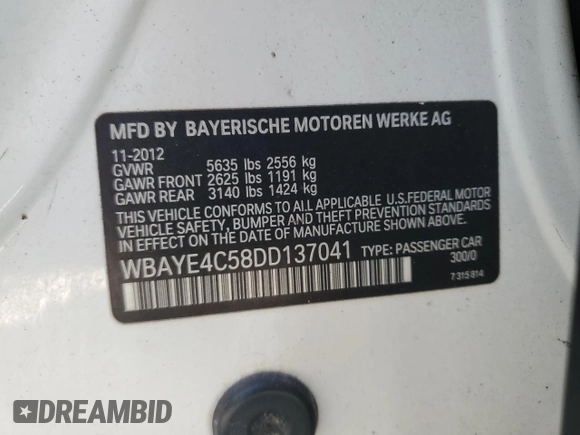 MFD BY BAYERISCHE MOTOREN WERKE AG
11-2012
GVWR 5635 lbs 2556 kg
GAWR FRONT 2625 lbs 1191 kg
GAWR REAR 3140 lbs 1424 kg
THIS VEHICLE CONFORMS TO ALL APPLICABLE U.S.FEDERAL MOTOR
VEHICLE SAFETY, BUMPER, AND THEFT PREVENTION STANDARDS
IN EFFECT ON THE DATE OF MANUFACTURE SHOWN ABOVE.
WBAYE4C58DD137041 TYPE: PASSENGER CAR
300/0
7315814
DREAMBID